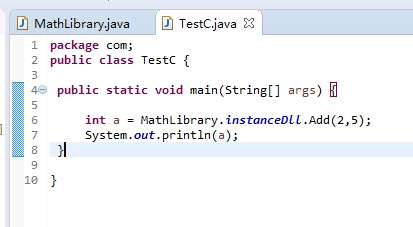 MathLibrary.java TestC.java
1 package com;
2 public class TestC {
3
4 public static void main(String[] args) {
5
6 int a = MathLibrary.instanceDll.Add(2,5);
7 System.out.println(a);
8 }
9
10 }